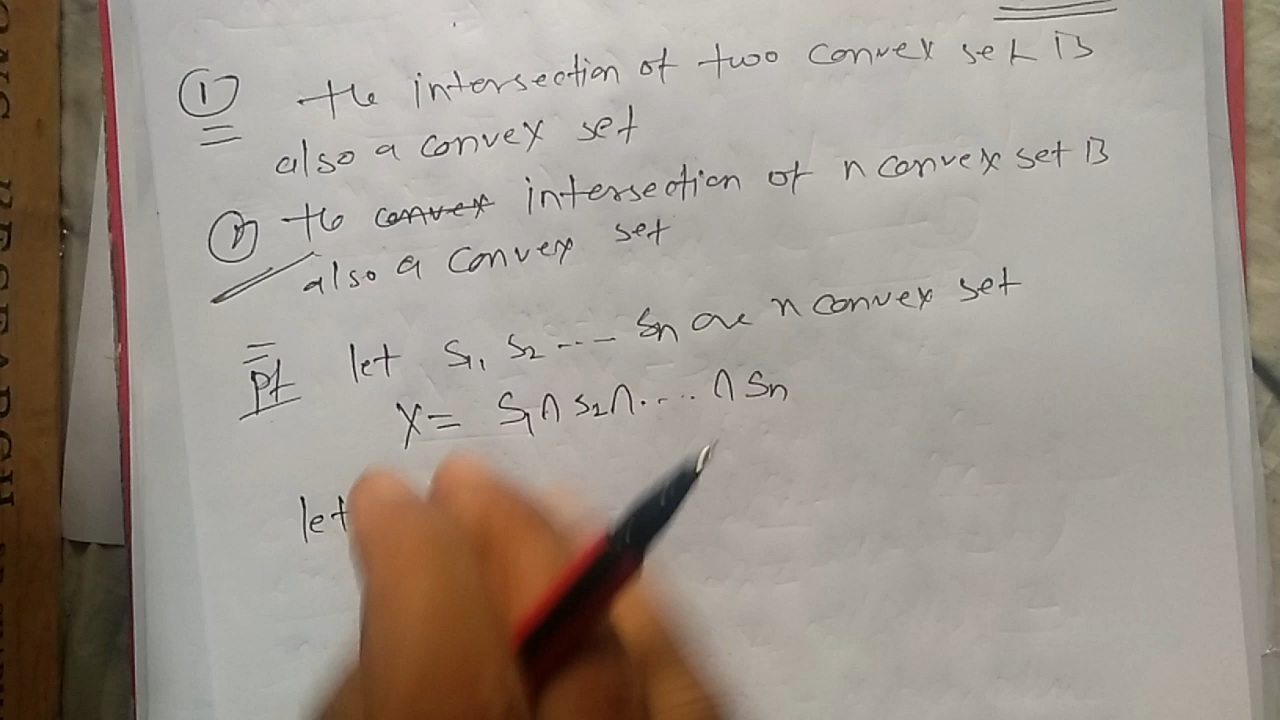 ① the intersection of two convex set is
also a convex set
② the convex intersection of n convex set is
also a convex set
Pf let S₁, S₂ ---- Sn are n convex set
X = S₁∩ S₂∩..... ∩ Sn
let